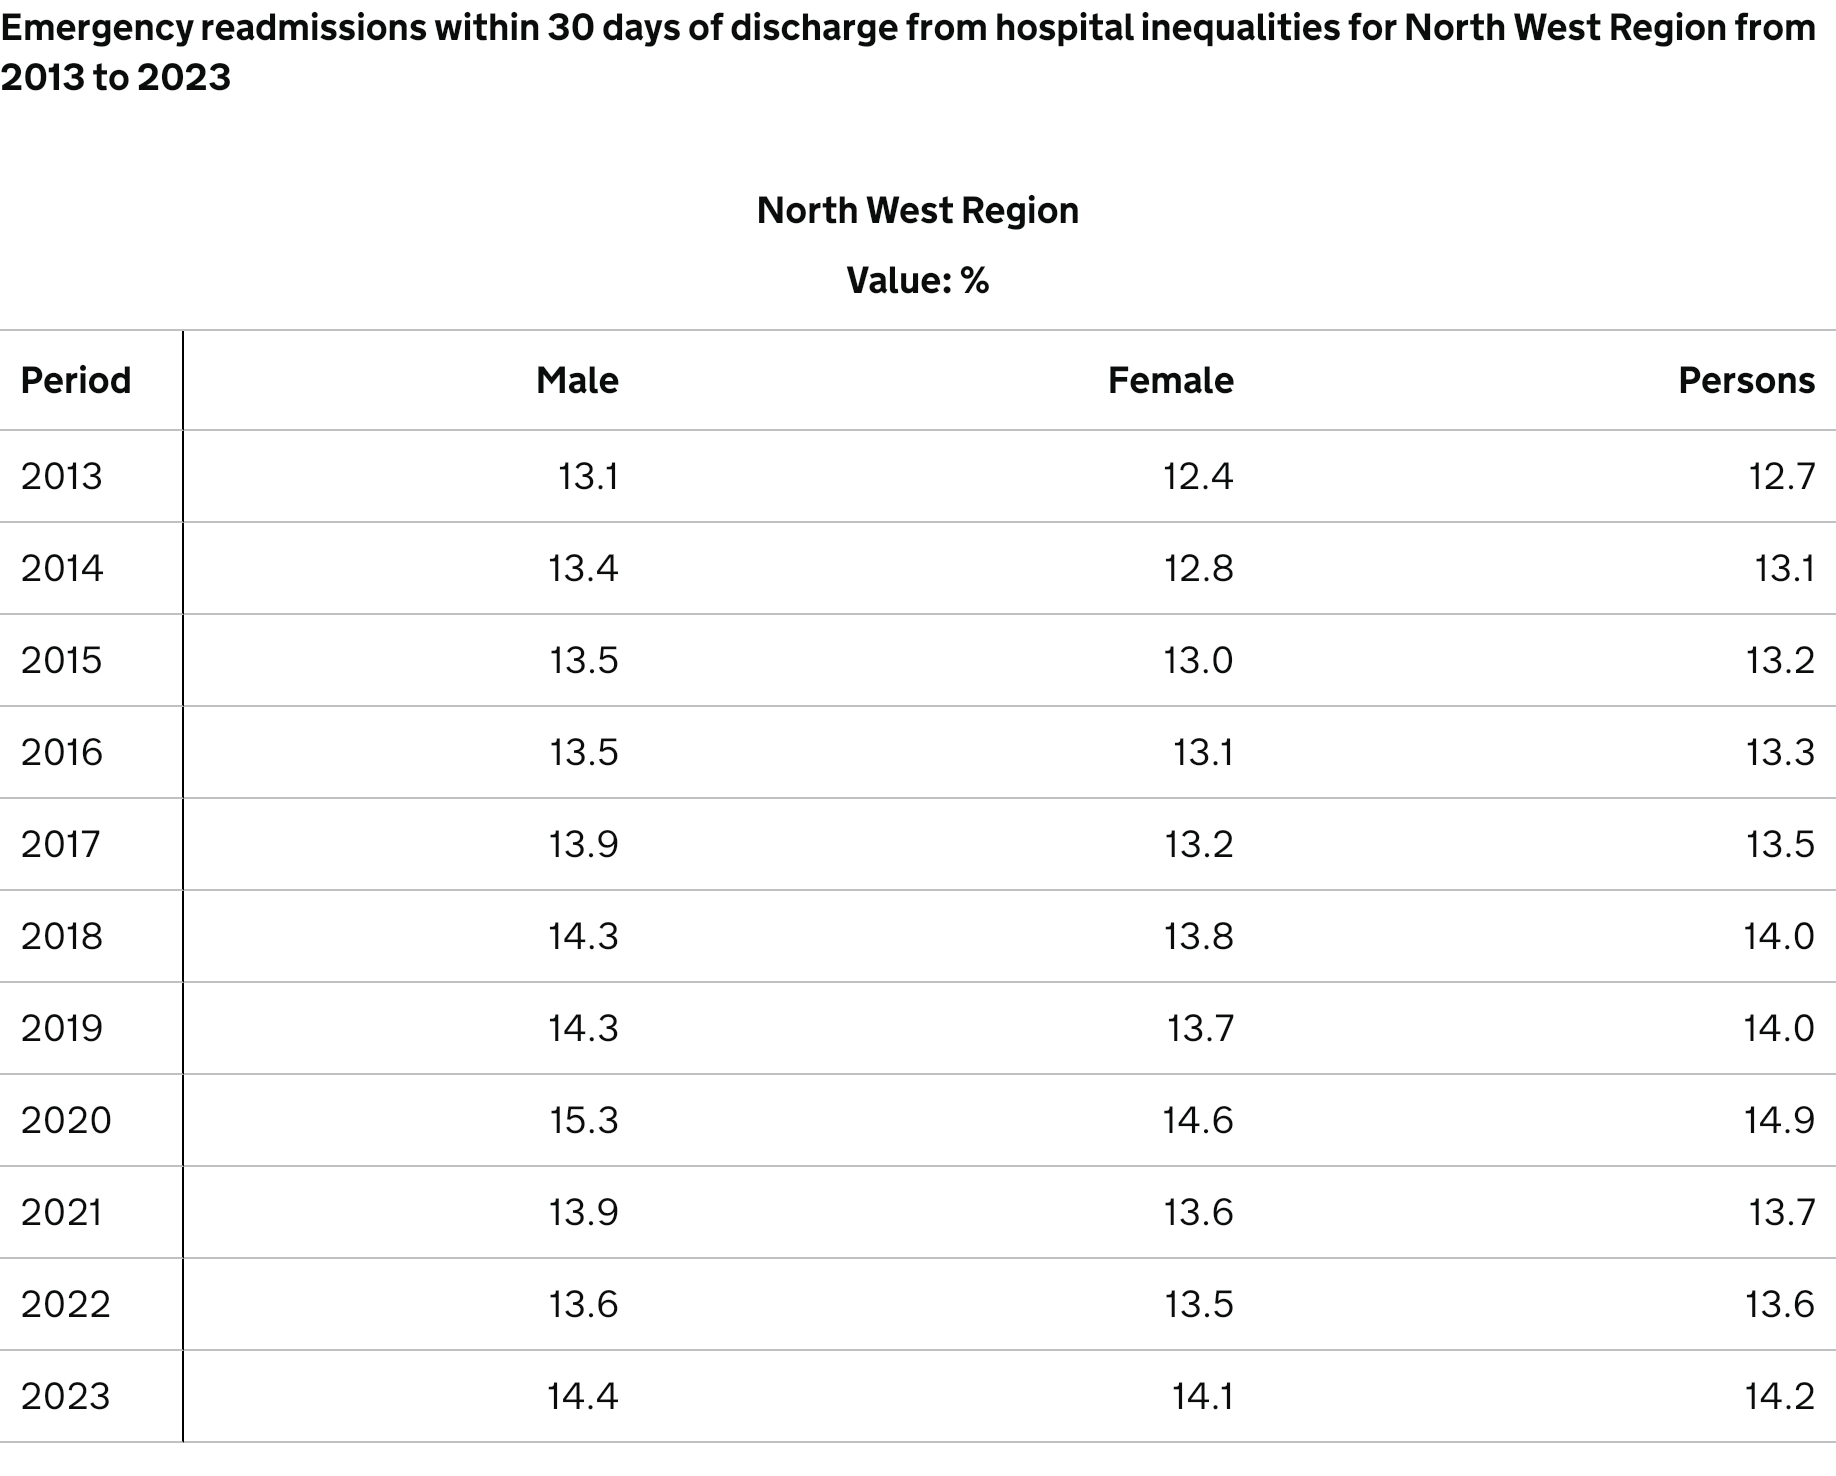 Emergency readmissions within 30 days of discharge from hospital inequalities for North West Region from
2013 to 2023
North West Region
Value: %
Period Male Female Persons
2013 13.1 12.4 12.7
2014 13.4 12.8 13.1
2015 13.5 13.0 13.2
2016 13.5 13.1 13.3
2017 13.9 13.2 13.5
2018 14.3 13.8 14.0
2019 14.3 13.7 14.0
2020 15.3 14.6 14.9
2021 13.9 13.6 13.7
2022 13.6 13.5 13.6
2023 14.4 14.1 14.2